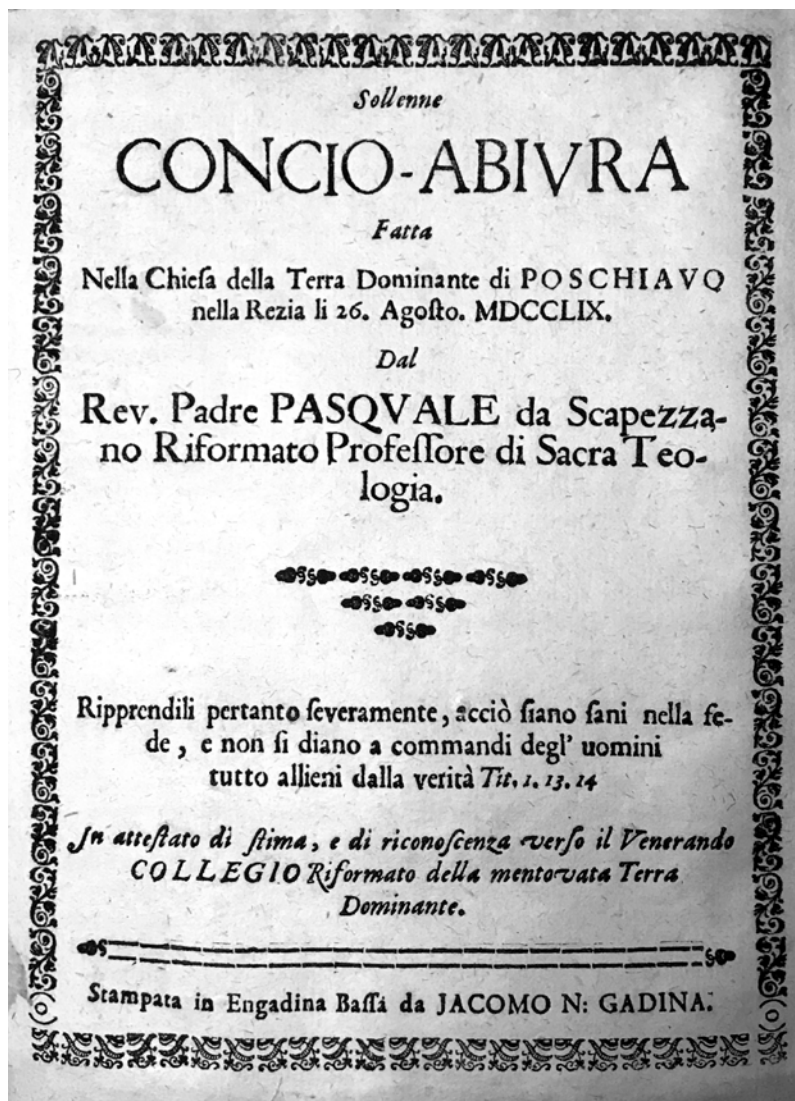 Sollenne
CONCIO-ABIVRA
Fatta
Nella Chieſa della Terra Dominante di POSCHIAVO
nella Rezia li 26. Agoſto. MDCCLIX.
Dal
Rev. Padre PASQVALE da Scapezza-
no Riformato Profeſſore di Sacra Teo-
logia.
Ripprendili pertanto ſeveramente, acciò ſiano ſani nella fe-
de, e non ſi diano a commandi degl' uomini
tutto allieni dalla verità Tit. 1. 13. 14
In atteſtato di ſtima, e di riconoſcenza verſo il Venerando
COLLEGIO Riformato della mentovata Terra
Dominante.
Stampata in Engadina Baſſa da JACOMO N: GADINA.